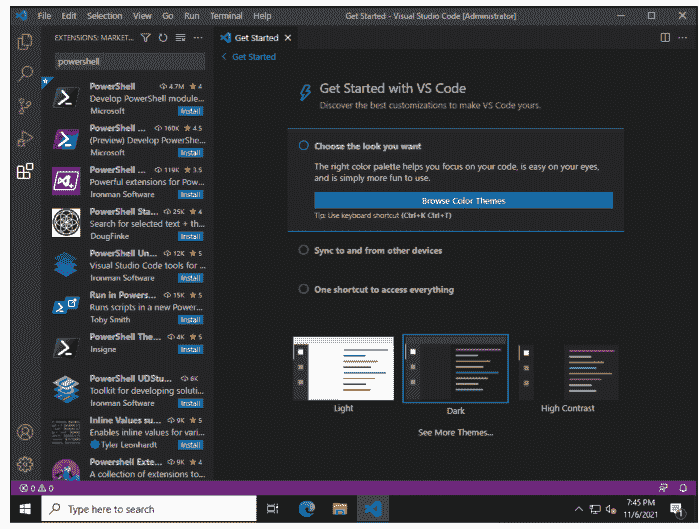 File Edit Selection View Go Run Terminal Help Get Started - Visual Studio Code [Administrator]
EXTENSIONS: MARKET...
powershell
PowerShell 4.7M 4
Develop PowerShell module...
Microsoft Install
PowerShell ... 160K 4.5
(Preview) Develop PowerShe...
Microsoft Install
PowerShell ... 119K 3.5
Powerful extensions for Pow...
Ironman Software Install
PowerShell Sta... 25K 4
Search for selected text + th...
DougFinke Install
PowerShell Un... 12K 5
Visual Studio Code tools for ...
Ironman Software Install
Run in Powers... 15K 5
Runs scripts in a new Power...
Toby Smith Install
PowerShell The... 4K 5
Insigne Install
PowerShell UDStu... 6K
Toolkit for developing soluti...
Ironman Software Install
Inline Values su... 9K 5
Enables inline values for vari...
Tyler Leonhardt Install
Powershell Exte... 9K 4
A collection of extensions to...
Get Started
Get Started
Get Started with VS Code
Discover the best customizations to make VS Code yours.
Choose the look you want
The right color palette helps you focus on your code, is easy on your eyes,
and is simply more fun to use.
Browse Color Themes
Tip: Use keyboard shortcut (Ctrl+K Ctrl+T)
Sync to and from other devices
One shortcut to access everything
Light Dark High Contrast
See More Themes...
0 0
Type here to search
7:45 PM
11/6/2021
1